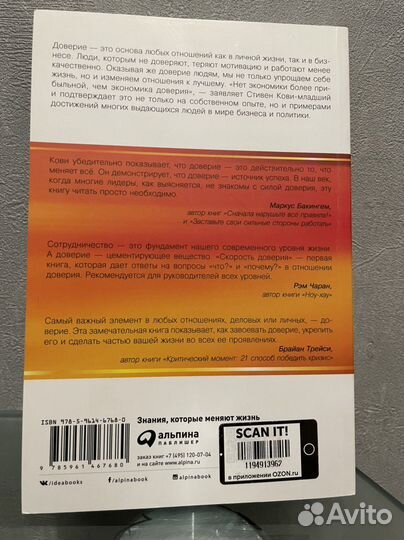 Доверие — это основа любых отношений как в личной жизни, так и в биз-
несе. Люди, которым не доверяют, теряют мотивацию и работают менее
качественно. Оказывая же доверие людям, мы не только упрощаем себе
жизнь, но и изменяем отношения к лучшему. «Нет экономики более при-
быльной, чем экономика доверия», — заявляет Стивен Кови-младший
и подтверждает это не только на собственном опыте, но и примерами
достижений многих выдающихся людей в мире бизнеса и политики.
Кови убедительно показывает, что доверие — это действительно то, что
меняет всё. Он демонстрирует, что доверие — источник успеха. В наш век,
когда многие лидеры, как выясняется, не знакомы с силой доверия, эту
книгу читать просто необходимо.
Маркус Бакингем,
автор книг «Сначала нарушьте все правила!»
и «Заставьте свои сильные стороны работать»
Сотрудничество — это фундамент нашего современного уровня жизни.
А доверие — цементирующее вещество. «Скорость доверия» — первая
книга, которая дает ответы на вопросы «что?» и «почему?» в отношении
доверия. Рекомендуется для руководителей всех уровней.
Рэм Чаран,
автор книги «Ноу-хау»
Самый важный элемент в любых отношениях, деловых или личных, — до-
верие. Эта замечательная книга показывает, как завоевать доверие, укрепить
его и сделать частью вашей жизни во всех ее проявлениях.
Брайан Трейси,
автор книги «Критический момент: 21 способ победить кризис»
ISBN 978-5-9614-6768-0
9 785961 467680
Знания, которые меняют жизнь
альпина
ПАБЛИШЕР
заказ книг +7 (495) 120-07-04
и на сайте www.alpina.ru
/ideabooks
/alpinabook
/alpinabook
SCAN IT!
1194913962
в приложении OZON.ru
Avito